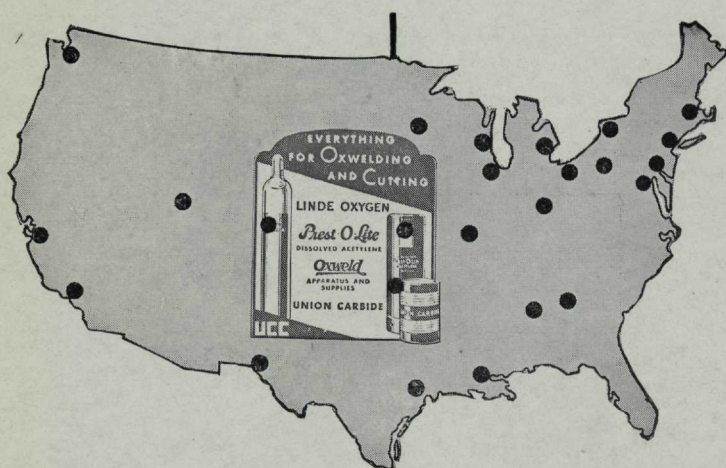 EVERYTHING
FOR OXWELDING
AND CUTTING
LINDE OXYGEN
Prest-O-Lite
DISSOLVED ACETYLENE
Oxweld
APPARATUS AND
SUPPLIES
UNION CARBIDE
UCC